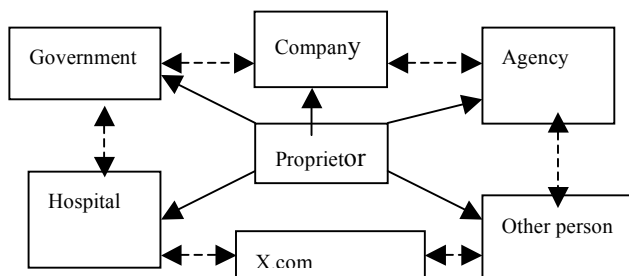 Government
Company
Agency
Proprietor
Hospital
Other person
X.com